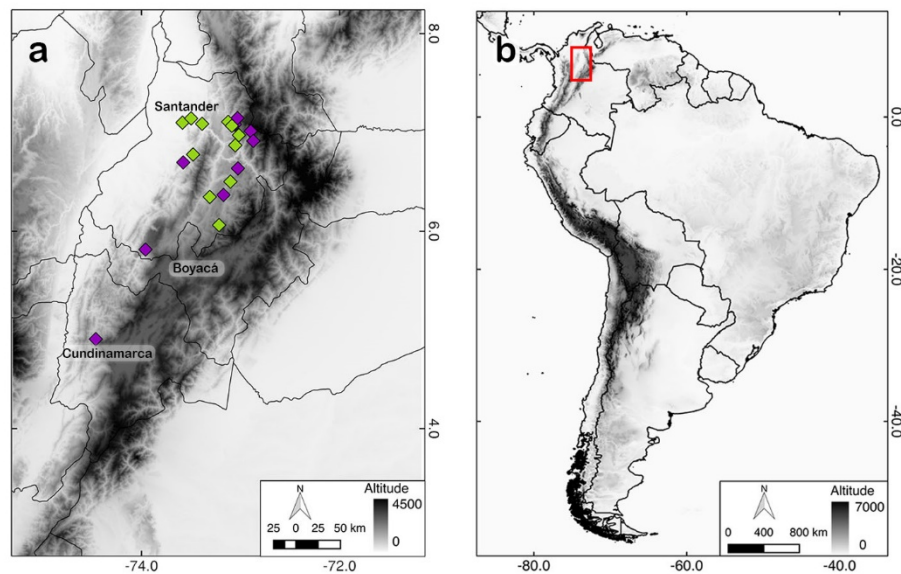 a
Santander
Boyacá
Cundinamarca
8.0
6.0
4.0
-74.0
-72.0
N
25 0 25 50 km
Altitude
4500
0
b
0.0
-20.0
-40.0
-80.0
-60.0
-40.0
N
0 400 800 km
Altitude
7000
0